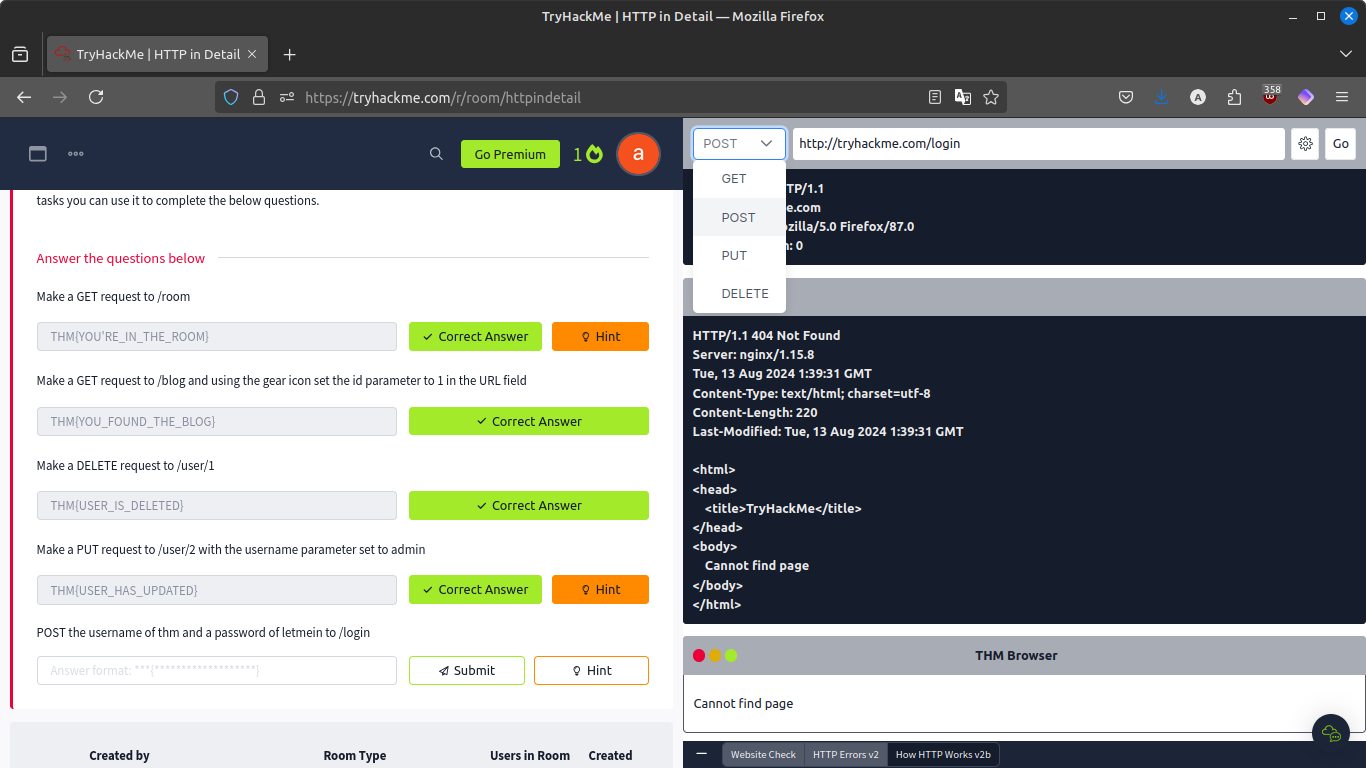 TryHackMe | HTTP in Detail — Mozilla Firefox
TryHackMe | HTTP in Detail
https://tryhackme.com/r/room/httpindetail
A
358
Go Premium
1
a
tasks you can use it to complete the below questions.
Answer the questions below
Make a GET request to /room
THM{YOU'RE_IN_THE_ROOM}
Correct Answer
Hint
Make a GET request to /blog and using the gear icon set the id parameter to 1 in the URL field
THM{YOU_FOUND_THE_BLOG}
Correct Answer
Make a DELETE request to /user/1
THM{USER_IS_DELETED}
Correct Answer
Make a PUT request to /user/2 with the username parameter set to admin
THM{USER_HAS_UPDATED}
Correct Answer
Hint
POST the username of thm and a password of letmein to /login
Answer format: ***{*******************}
Submit
Hint
Created by
Room Type
Users in Room
Created
POST
http://tryhackme.com/login
Go
GET
POST
PUT
DELETE
TP/1.1
e.com
zilla/5.0 Firefox/87.0
: 0
HTTP/1.1 404 Not Found
Server: nginx/1.15.8
Tue, 13 Aug 2024 1:39:31 GMT
Content-Type: text/html; charset=utf-8
Content-Length: 220
Last-Modified: Tue, 13 Aug 2024 1:39:31 GMT
<html>
<head>
<title>TryHackMe</title>
</head>
<body>
Cannot find page
</body>
</html>
THM Browser
Cannot find page
Website Check
HTTP Errors v2
How HTTP Works v2b